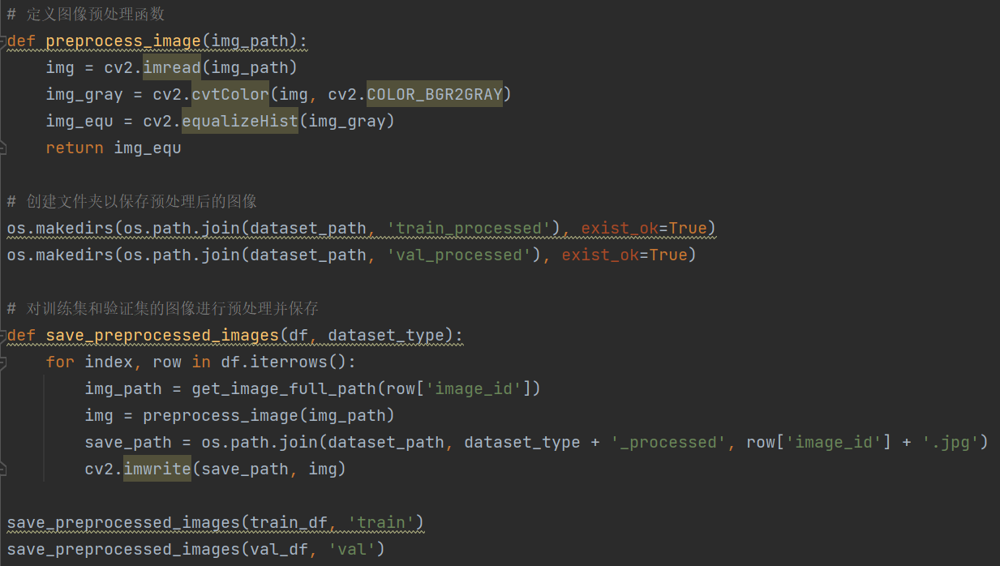 # 定义图像预处理函数
def preprocess_image(img_path):
    img = cv2.imread(img_path)
    img_gray = cv2.cvtColor(img, cv2.COLOR_BGR2GRAY)
    img_equ = cv2.equalizeHist(img_gray)
    return img_equ

# 创建文件夹以保存预处理后的图像
os.makedirs(os.path.join(dataset_path, 'train_processed'), exist_ok=True)
os.makedirs(os.path.join(dataset_path, 'val_processed'), exist_ok=True)

# 对训练集和验证集的图像进行预处理并保存
def save_preprocessed_images(df, dataset_type):
    for index, row in df.iterrows():
        img_path = get_image_full_path(row['image_id'])
        img = preprocess_image(img_path)
        save_path = os.path.join(dataset_path, dataset_type + '_processed', row['image_id'] + '.jpg')
        cv2.imwrite(save_path, img)

save_preprocessed_images(train_df, 'train')
save_preprocessed_images(val_df, 'val')